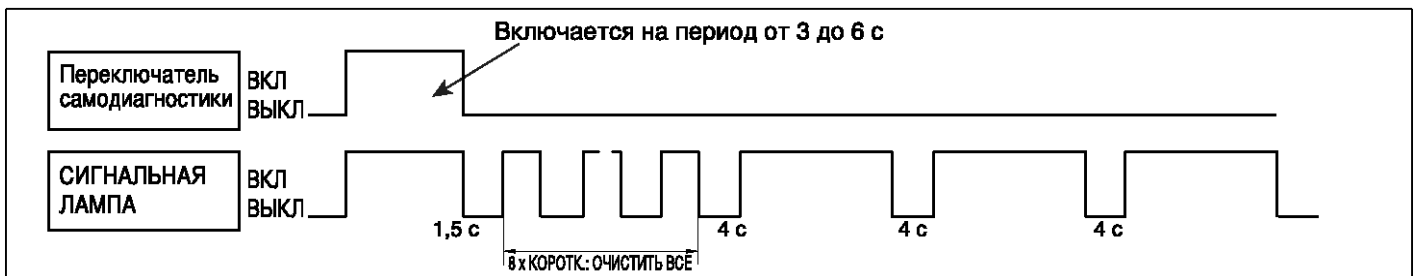 Включается на период от 3 до 6 с
Переключатель
самодиагностики
ВКЛ
ВЫКЛ
СИГНАЛЬНАЯ
ЛАМПА
ВКЛ
ВЫКЛ
1,5 с
4 с
4 с
4 с
8 x КОРОТК.: ОЧИСТИТЬ ВСЕ